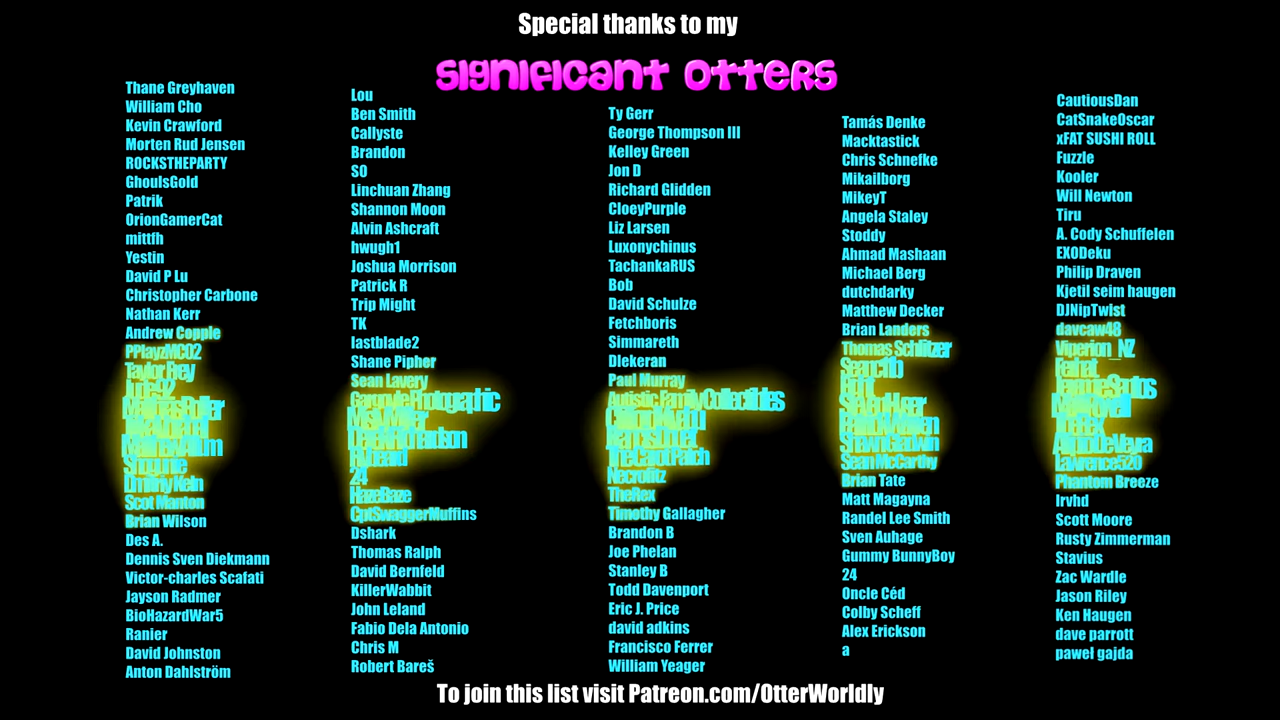 Special thanks to my
SIGNIFICANT OTTERS
Thane Greyhaven
William Cho
Kevin Crawford
Morten Rud Jensen
ROCKSTHEPARTY
GhoulsGold
Patrik
OrionGamerCat
mittfh
Yestin
David P Lu
Christopher Carbone
Nathan Kerr
Andrew Copple
PPlayzMC02
Taylor Frey
Scot Manton
Brian Wilson
Des A.
Dennis Sven Diekmann
Victor-charles Scafati
Jayson Radmer
BioHazardWar5
Ranier
David Johnston
Anton Dahlström
Lou
Ben Smith
Callyste
Brandon
SO
Linchuan Zhang
Shannon Moon
Alvin Ashcraft
hwugh1
Joshua Morrison
Patrick R
Trip Might
TK
lastblade2
Shane Pipher
Sean Lavery
Gargoyle Photographic
24
HazeBaze
CptSwaggerMuffins
Dshark
Thomas Ralph
David Bernfeld
KillerWabbit
John Leland
Fabio Dela Antonio
Chris M
Robert Bareš
Ty Gerr
George Thompson III
Kelley Green
Jon D
Richard Glidden
CloeyPurple
Liz Larsen
Luxonychinus
TachankaRUS
Bob
David Schulze
Fetchboris
Simmareth
Dlekeran
Paul Murray
Autistic Family Collectibles
TheCaptPatch
Necrofitz
TheRex
Timothy Gallagher
Brandon B
Joe Phelan
Stanley B
Todd Davenport
Eric J. Price
david adkins
Francisco Ferrer
William Yeager
Tamás Denke
Macktastick
Chris Schnefke
Mikailborg
MikeyT
Angela Staley
Stoddy
Ahmad Mashaan
Michael Berg
dutchdarky
Matthew Decker
Brian Landers
Sean McCarthy
Brian Tate
Matt Magayna
Randel Lee Smith
Sven Auhage
Gummy BunnyBoy
24
Oncle Céd
Colby Scheff
Alex Erickson
a
CautiousDan
CatSnakeOscar
xFAT SUSHI ROLL
Fuzzle
Kooler
Will Newton
Tiru
A. Cody Schuffelen
EXODeku
Philip Draven
Kjetil seim haugen
DJNipTwIst
davcaw48
Viperion_NZ
Lawrence520
Phantom Breeze
Irvhd
Scott Moore
Rusty Zimmerman
Stavius
Zac Wardle
Jason Riley
Ken Haugen
dave parrott
pawel gajda
To join this list visit Patreon.com/OtterWorldly